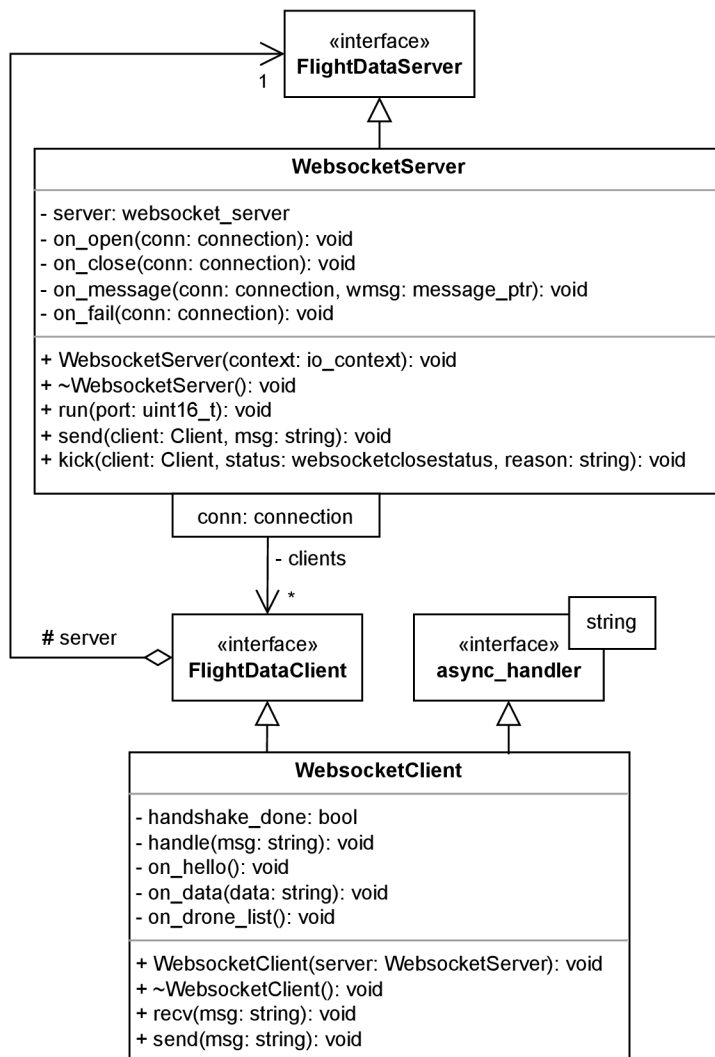 «interface»
FlightDataServer
1
WebsocketServer
- server: websocket_server
- on_open(conn: connection): void
- on_close(conn: connection): void
- on_message(conn: connection, wmsg: message_ptr): void
- on_fail(conn: connection): void
+ WebsocketServer(context: io_context): void
+ ~WebsocketServer(): void
+ run(port: uint16_t): void
+ send(client: Client, msg: string): void
+ kick(client: Client, status: websocketclosestatus, reason: string): void
conn: connection
- clients
*
# server
«interface»
FlightDataClient
string
«interface»
async_handler
WebsocketClient
- handshake_done: bool
- handle(msg: string): void
- on_hello(): void
- on_data(data: string): void
- on_drone_list(): void
+ WebsocketClient(server: WebsocketServer): void
+ ~WebsocketClient(): void
+ recv(msg: string): void
+ send(msg: string): void